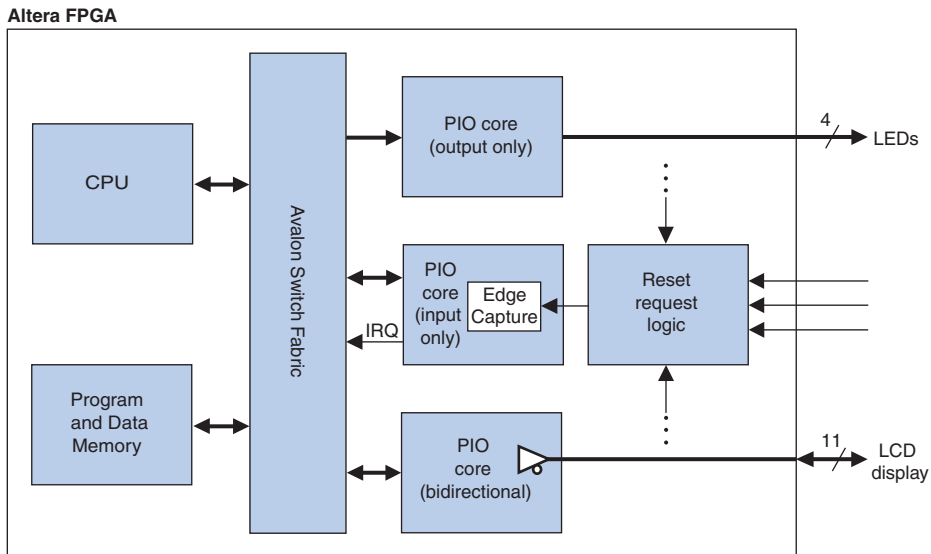 Altera FPGA
CPU
Program
and Data
Memory
Avalon Switch Fabric
PIO core
(output only)
4
LEDs
PIO
core
(input
only)
Edge
Capture
IRQ
Reset
request
logic
PIO
core
(bidirectional)
11
LCD
display